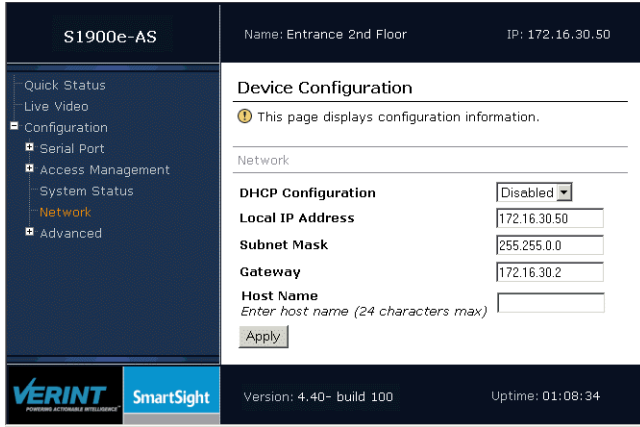 S1900e-AS
Name: Entrance 2nd Floor
IP: 172.16.30.50
Quick Status
Live Video
Configuration
Serial Port
Access Management
System Status
Network
Advanced
Device Configuration
This page displays configuration information.
Network
DHCP Configuration Disabled
Local IP Address 172.16.30.50
Subnet Mask 255.255.0.0
Gateway 172.16.30.2
Host Name
Enter host name (24 characters max)
Apply
VERINT
POWERING ACTIONABLE INTELLIGENCE
SmartSight
Version: 4.40- build 100
Uptime: 01:08:34